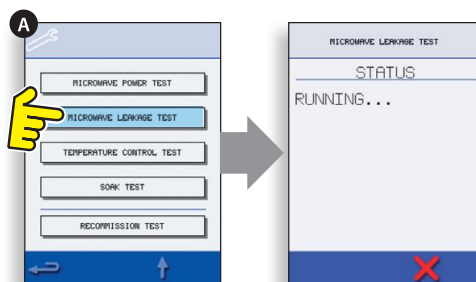 A
MICROWAVE POWER TEST
MICROWAVE LEAKAGE TEST
TEMPERATURE CONTROL TEST
SOAK TEST
RECOMMISSION TEST
MICROWAVE LEAKAGE TEST
STATUS
RUNNING...